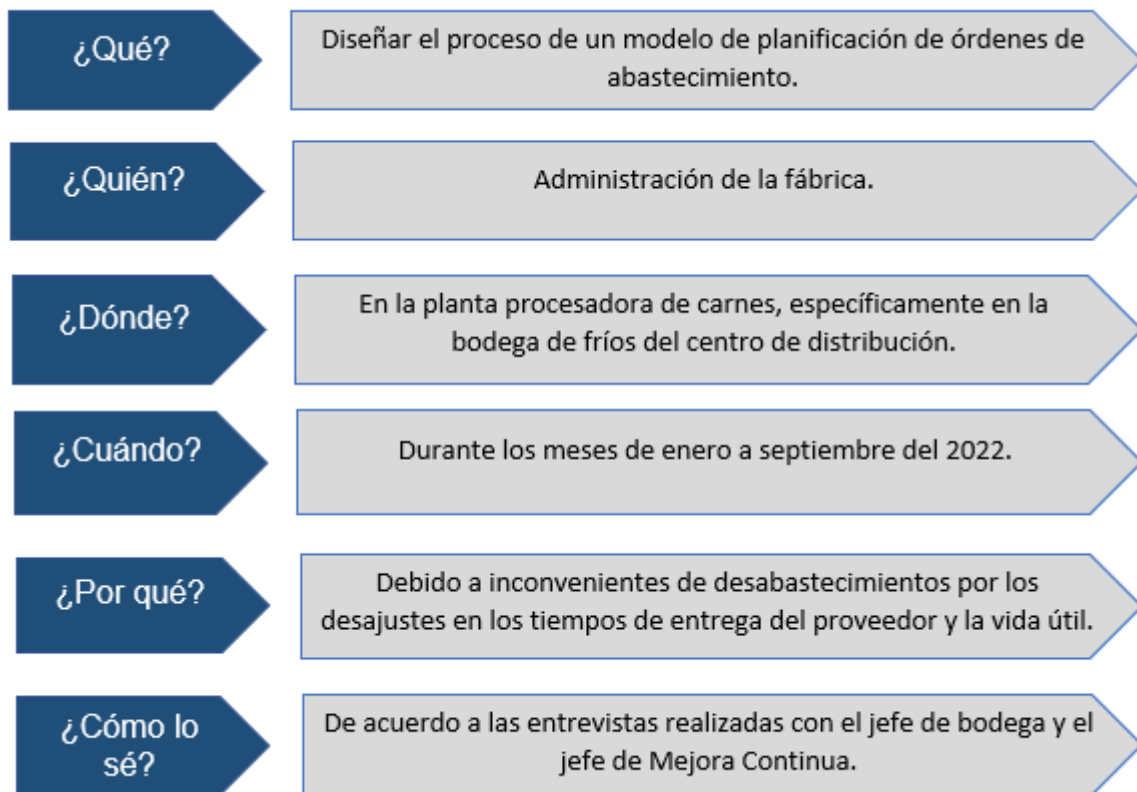 ¿Qué?
Diseñar el proceso de un modelo de planificación de órdenes de
abastecimiento.
¿Quién?
Administración de la fábrica.
¿Dónde?
En la planta procesadora de carnes, específicamente en la
bodega de fríos del centro de distribución.
¿Cuándo?
Durante los meses de enero a septiembre del 2022.
¿Por qué?
Debido a inconvenientes de desabastecimientos por los
desajustes en los tiempos de entrega del proveedor y la vida útil.
¿Cómo lo
sé?
De acuerdo a las entrevistas realizadas con el jefe de bodega y el
jefe de Mejora Continua.